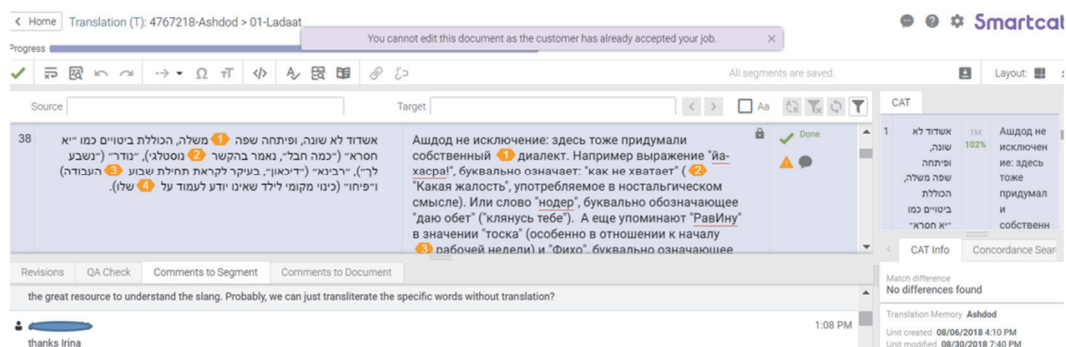 Home Translation (T): 4767218-Ashdod > 01-Ladaat
Smartcat
You cannot edit this document as the customer has already accepted your job.
Progress
All segments are saved.
Layout:
Source
Target
Aa
CAT
38
אשדוד לא שונה, ופיתחה שפה 1 משלה, הכוללת ביטויים כמו "יא
חסרא" ("כמה חבל", נאמר בהקשר 2 נוסטלגי), "נודר" ("נשבע
לך"), "רבינא" ("דיכאון", בעיקר לקראת תחילת שבוע 3 העבודה)
ו"פיחו" (כינוי מקומי לילד שאינו יודע לעמוד על 4 שלו).
Ашдод не исключение: здесь тоже придумали
собственный 1 диалект. Например выражение "йа-
хасра!", буквально означает: "как не хватает" ( 2
"Какая жалость", употребляемое в ностальгическом
смысле). Или слово "нодер", буквально обозначающее
"даю обет" ("клянусь тебе"). А еще упоминают "РавИну"
в значении "тоска" (особенно в отношении к началу
3 рабочей недели) и "Фихо", буквально означающее
Done
1
אשדוד לא
שונה,
ופיתחה
שפה משלה,
הכוללת
ביטויים כמו
"יא חסרא"
TM
102%
Ашдод не
исключен
ие: здесь
тоже
придумал
и
собственн
Revisions QA Check Comments to Segment Comments to Document
the great resource to understand the slang. Probably, we can just transliterate the specific words without translation?
1:08 PM
thanks Irina
CAT Info Concordance Sear
Match difference
No differences found
Translation Memory Ashdod
Unit created 08/06/2018 4:10 PM
Unit modified 08/30/2018 7:40 PM